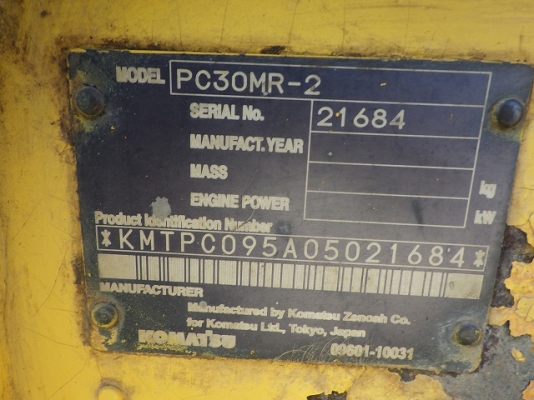 MODEL PC30MR-2
SERIAL No. 21684
MANUFACT. YEAR
MASS kg
ENGINE POWER kW
Product Identification Number
*KMTPC095A05021684*
MANUFACTURER
Manufactured by Komatsu Zenoah Co.
for Komatsu Ltd., Tokyo, Japan
KOMATSU 09601-10031